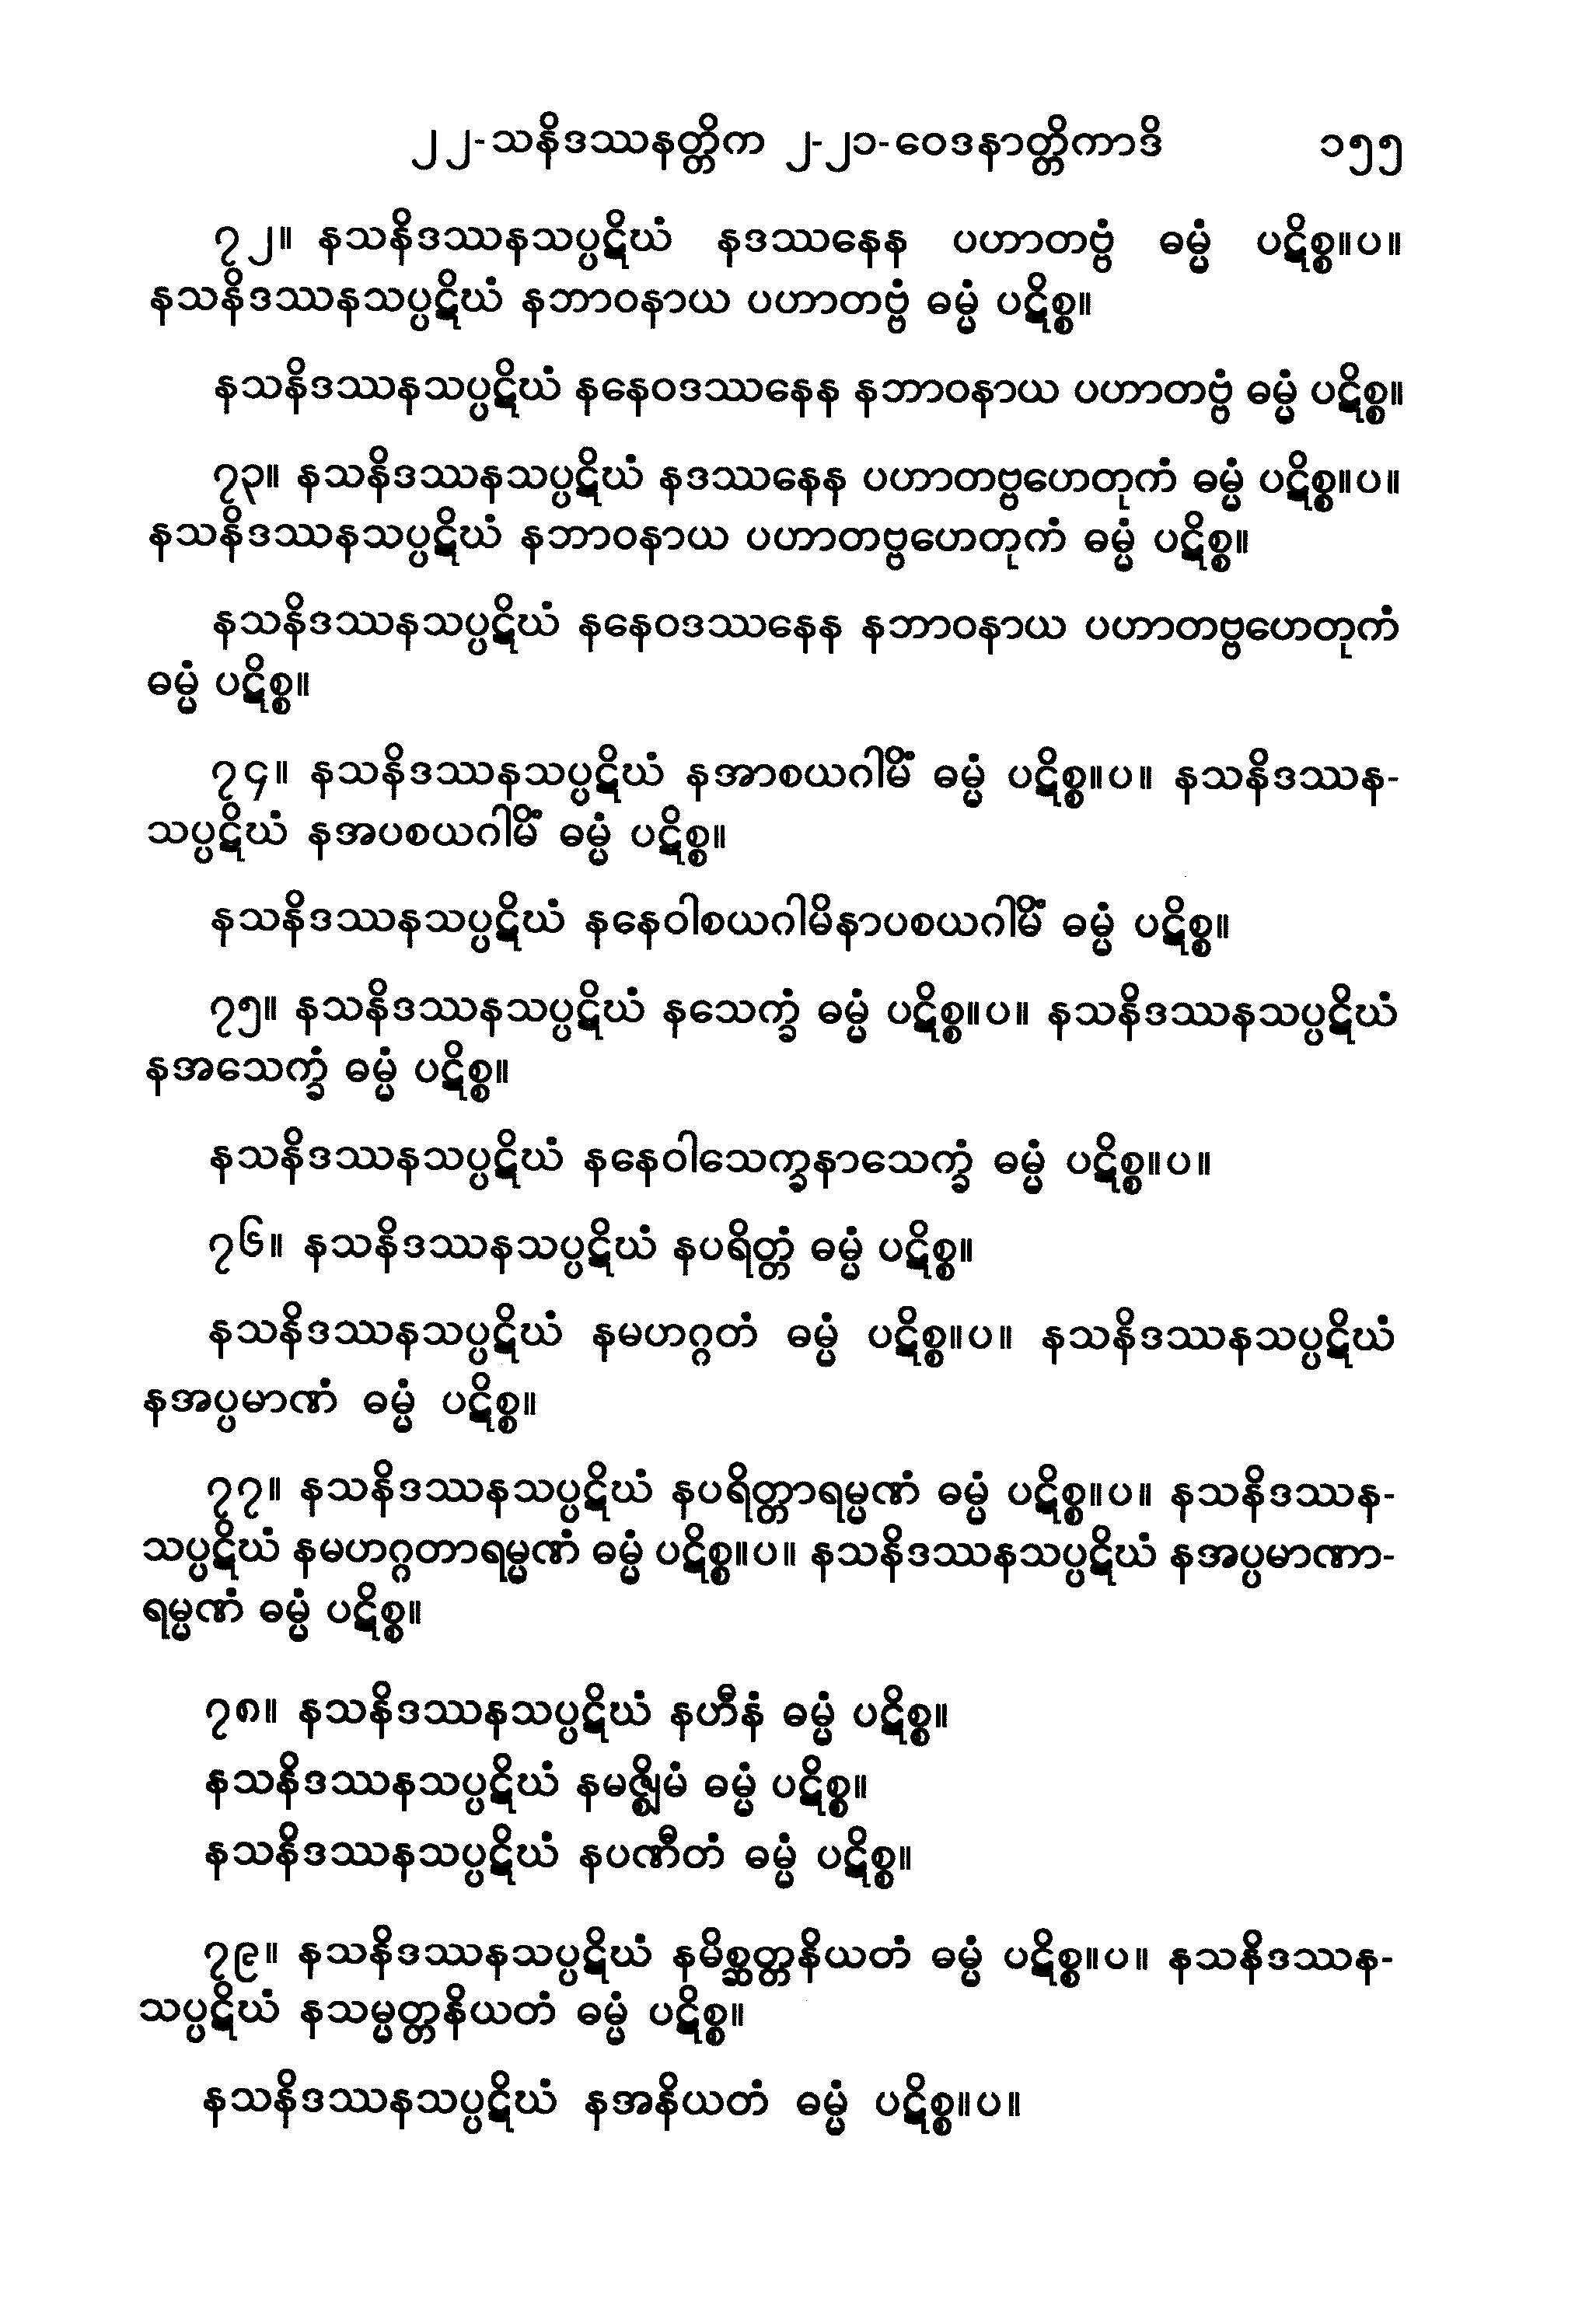 ၂၂-သနိဒဿနတ္တိက ၂-၂၁-ဝေဒနာတ္တိကာဒိ ၁၅၅
၇၂။ နသနိဒဿနသပ္ပဋိဃံ နဒဿနေန ပဟာတဗ္ဗံ ဓမ္မံ ပဋိစ္စ။ပ။
နသနိဒဿနသပ္ပဋိဃံ နဘာဝနာယ ပဟာတဗ္ဗံ ဓမ္မံ ပဋိစ္စ။
နသနိဒဿနသပ္ပဋိဃံ နနေဝဒဿနေန နဘာဝနာယ ပဟာတဗ္ဗံ ဓမ္မံ ပဋိစ္စ။
၇၃။ နသနိဒဿနသပ္ပဋိဃံ နဒဿနေန ပဟာတဗ္ဗဟေတုကံ ဓမ္မံ ပဋိစ္စ။ပ။
နသနိဒဿနသပ္ပဋိဃံ နဘာဝနာယ ပဟာတဗ္ဗဟေတုကံ ဓမ္မံ ပဋိစ္စ။
နသနိဒဿနသပ္ပဋိဃံ နနေဝဒဿနေန နဘာဝနာယ ပဟာတဗ္ဗဟေတုကံ
ဓမ္မံ ပဋိစ္စ။
၇၄။ နသနိဒဿနသပ္ပဋိဃံ နအာစယဂါမိံ ဓမ္မံ ပဋိစ္စ။ပ။ နသနိဒဿန-
သပ္ပဋိဃံ နအပစယဂါမိံ ဓမ္မံ ပဋိစ္စ။
နသနိဒဿနသပ္ပဋိဃံ နနေဝါစယဂါမိနာပစယဂါမိံ ဓမ္မံ ပဋိစ္စ။
၇၅။ နသနိဒဿနသပ္ပဋိဃံ နသေက္ခံ ဓမ္မံ ပဋိစ္စ။ပ။ နသနိဒဿနသပ္ပဋိဃံ
နအသေက္ခံ ဓမ္မံ ပဋိစ္စ။
နသနိဒဿနသပ္ပဋိဃံ နနေဝါသေက္ခနာသေက္ခံ ဓမ္မံ ပဋိစ္စ။ပ။
၇၆။ နသနိဒဿနသပ္ပဋိဃံ နပရိတ္တံ ဓမ္မံ ပဋိစ္စ။
နသနိဒဿနသပ္ပဋိဃံ နမဟဂ္ဂတံ ဓမ္မံ ပဋိစ္စ။ပ။ နသနိဒဿနသပ္ပဋိဃံ
နအပ္ပမာဏံ ဓမ္မံ ပဋိစ္စ။
၇၇။ နသနိဒဿနသပ္ပဋိဃံ နပရိတ္တာရမ္မဏံ ဓမ္မံ ပဋိစ္စ။ပ။ နသနိဒဿန-
သပ္ပဋိဃံ နမဟဂ္ဂတာရမ္မဏံ ဓမ္မံ ပဋိစ္စ။ပ။ နသနိဒဿနသပ္ပဋိဃံ နအပ္ပမာဏာ-
ရမ္မဏံ ဓမ္မံ ပဋိစ္စ။
၇၈။ နသနိဒဿနသပ္ပဋိဃံ နဟီနံ ဓမ္မံ ပဋိစ္စ။
နသနိဒဿနသပ္ပဋိဃံ နမဇ္ဈိမံ ဓမ္မံ ပဋိစ္စ။
နသနိဒဿနသပ္ပဋိဃံ နပဏီတံ ဓမ္မံ ပဋိစ္စ။
၇၉။ နသနိဒဿနသပ္ပဋိဃံ နမိစ္ဆတ္တနိယတံ ဓမ္မံ ပဋိစ္စ။ပ။ နသနိဒဿန-
သပ္ပဋိဃံ နသမ္မတ္တနိယတံ ဓမ္မံ ပဋိစ္စ။
နသနိဒဿနသပ္ပဋိဃံ နအနိယတံ ဓမ္မံ ပဋိစ္စ။ပ။